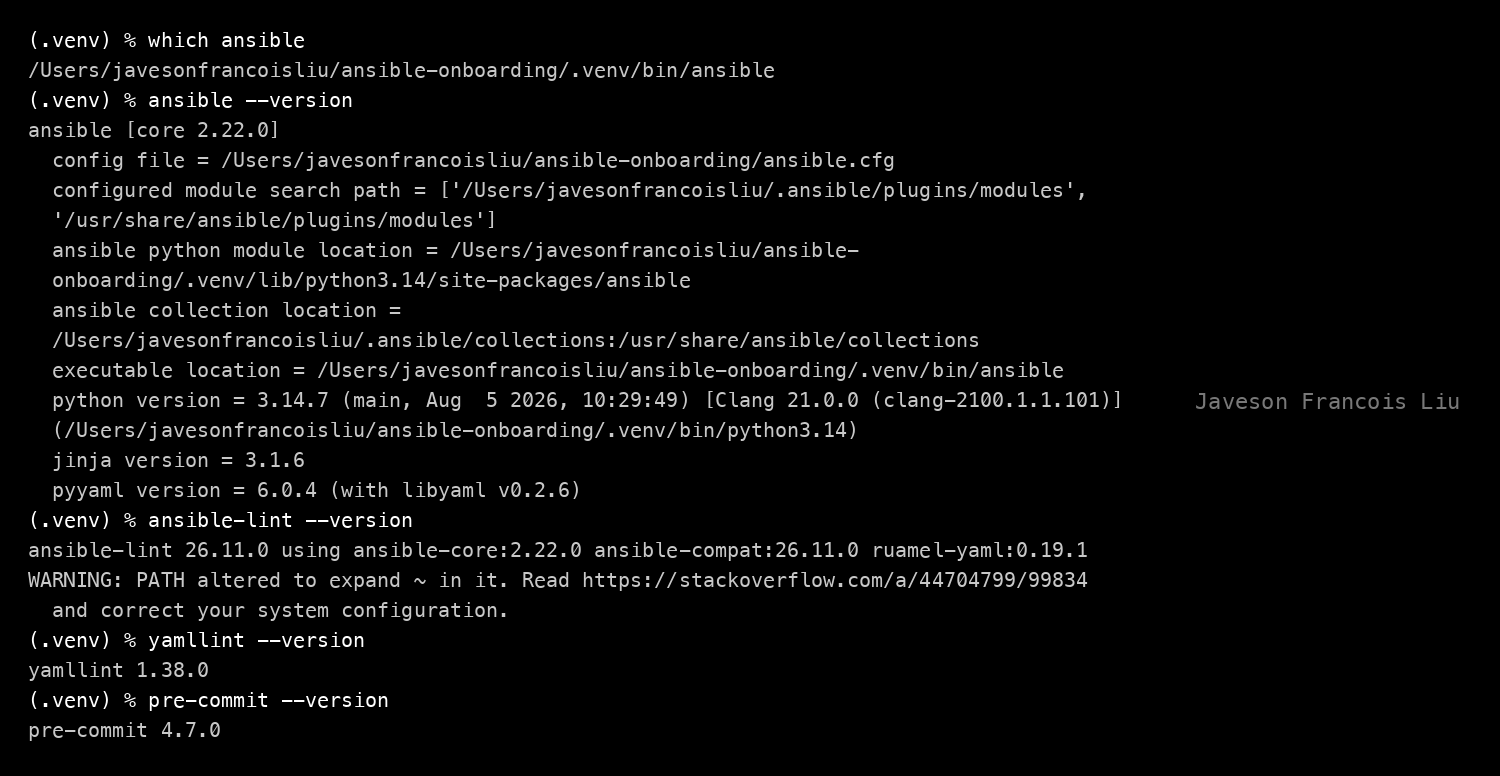 (.venv) % which ansible
/Users/javesonfrancoisliu/ansible-onboarding/.venv/bin/ansible
(.venv) % ansible --version
ansible [core 2.22.0]
  config file = /Users/javesonfrancoisliu/ansible-onboarding/ansible.cfg
  configured module search path = ['/Users/javesonfrancoisliu/.ansible/plugins/modules',
  '/usr/share/ansible/plugins/modules']
  ansible python module location = /Users/javesonfrancoisliu/ansible-
  onboarding/.venv/lib/python3.14/site-packages/ansible
  ansible collection location =
  /Users/javesonfrancoisliu/.ansible/collections:/usr/share/ansible/collections
  executable location = /Users/javesonfrancoisliu/ansible-onboarding/.venv/bin/ansible
  python version = 3.14.7 (main, Aug  5 2026, 10:29:49) [Clang 21.0.0 (clang-2100.1.1.101)]
Javeson Francois Liu
  (/Users/javesonfrancoisliu/ansible-onboarding/.venv/bin/python3.14)
  jinja version = 3.1.6
  pyyaml version = 6.0.4 (with libyaml v0.2.6)
(.venv) % ansible-lint --version
ansible-lint 26.11.0 using ansible-core:2.22.0 ansible-compat:26.11.0 ruamel-yaml:0.19.1
WARNING: PATH altered to expand ~ in it. Read https://stackoverflow.com/a/44704799/99834
  and correct your system configuration.
(.venv) % yamllint --version
yamllint 1.38.0
(.venv) % pre-commit --version
pre-commit 4.7.0